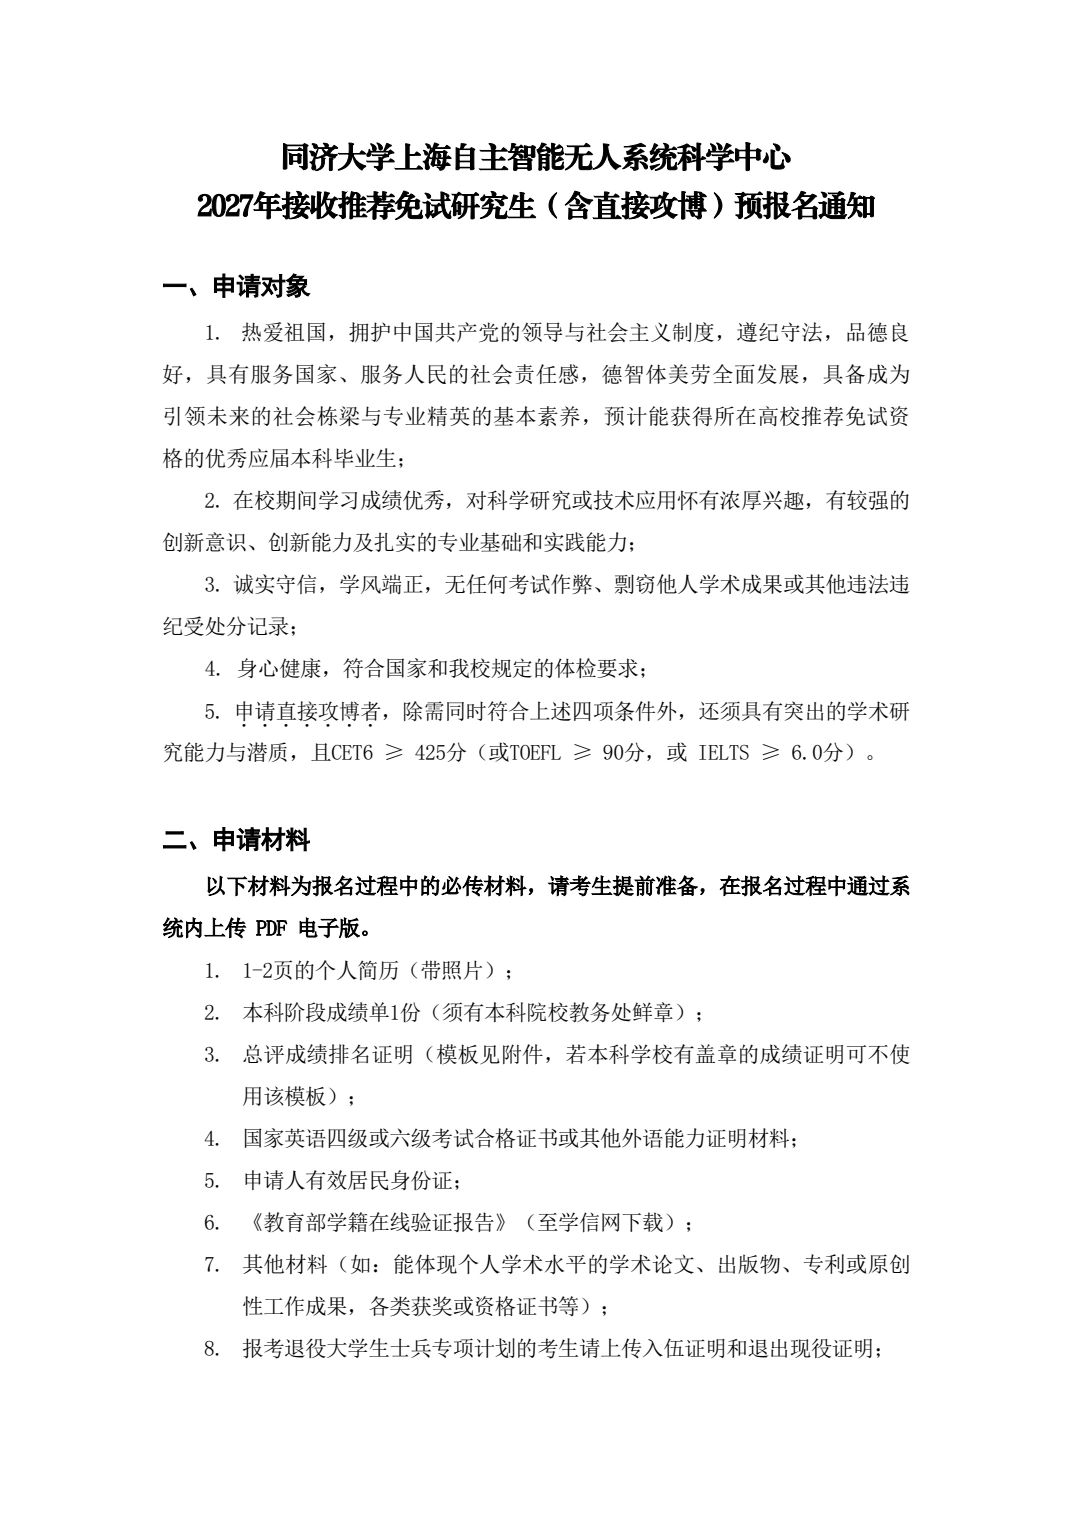 同济大学上海自主智能无人系统科学中心
2027年接收推荐免试研究生（含直接攻博）预报名通知
一、申请对象
1. 热爱祖国，拥护中国共产党的领导与社会主义制度，遵纪守法，品德良
好，具有服务国家、服务人民的社会责任感，德智体美劳全面发展，具备成为
引领未来的社会栋梁与专业精英的基本素养，预计能获得所在高校推荐免试资
格的优秀应届本科毕业生；
2. 在校期间学习成绩优秀，对科学研究或技术应用怀有浓厚兴趣，有较强的
创新意识、创新能力及扎实的专业基础和实践能力；
3. 诚实守信，学风端正，无任何考试作弊、剽窃他人学术成果或其他违法违
纪受处分记录；
4. 身心健康，符合国家和我校规定的体检要求；
5. 申请直接攻博者，除需同时符合上述四项条件外，还须具有突出的学术研
究能力与潜质，且CET6 ≥ 425分（或TOEFL ≥ 90分，或 IELTS ≥ 6.0分）。
二、申请材料
以下材料为报名过程中的必传材料，请考生提前准备，在报名过程中通过系
统内上传 PDF 电子版。
1. 1-2页的个人简历（带照片）；
2. 本科阶段成绩单1份（须有本科院校教务处鲜章）；
3. 总评成绩排名证明（模板见附件，若本科学校有盖章的成绩证明可不使
用该模板）；
4. 国家英语四级或六级考试合格证书或其他外语能力证明材料；
5. 申请人有效居民身份证；
6. 《教育部学籍在线验证报告》（至学信网下载）；
7. 其他材料（如：能体现个人学术水平的学术论文、出版物、专利或原创
性工作成果，各类获奖或资格证书等）；
8. 报考退役大学生士兵专项计划的考生请上传入伍证明和退出现役证明；